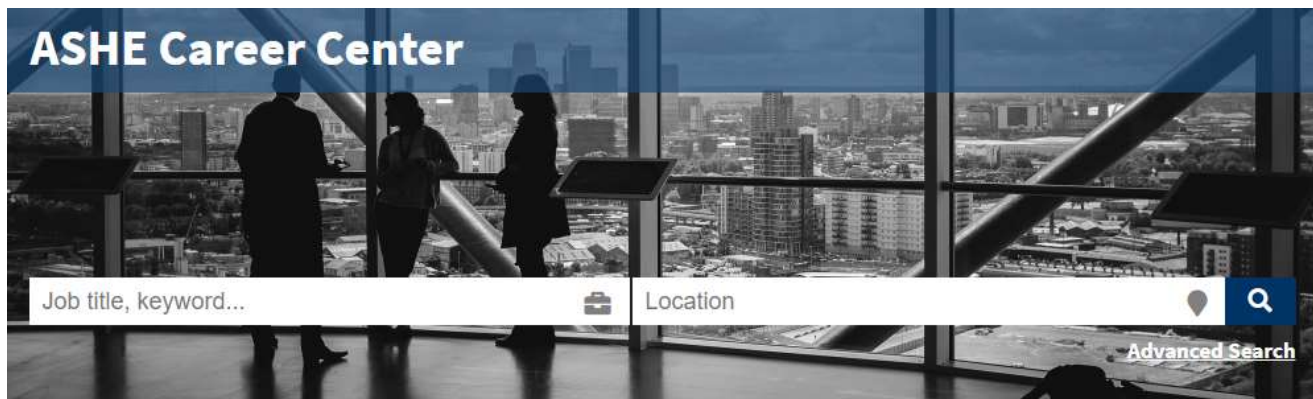 ASHE Career Center
Job title, keyword...
Location
Advanced Search